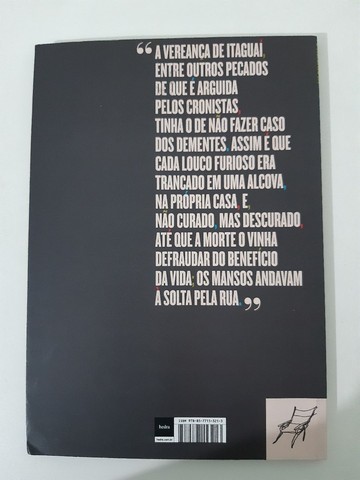 “A VEREANÇA DE ITAGUAÍ,
ENTRE OUTROS PECADOS
DE QUE É ARGUIDA
PELOS CRONISTAS,
TINHA O DE NÃO FAZER CASO
DOS DEMENTES. ASSIM É QUE
CADA LOUCO FURIOSO ERA
TRANCADO EM UMA ALCOVA,
NA PRÓPRIA CASA, E,
NÃO CURADO, MAS DESCURADO,
ATÉ QUE A MORTE O VINHA
DEFRAUDAR DO BENEFÍCIO
DA VIDA; OS MANSOS ANDAVAM
À SOLTA PELA RUA.”
hedra